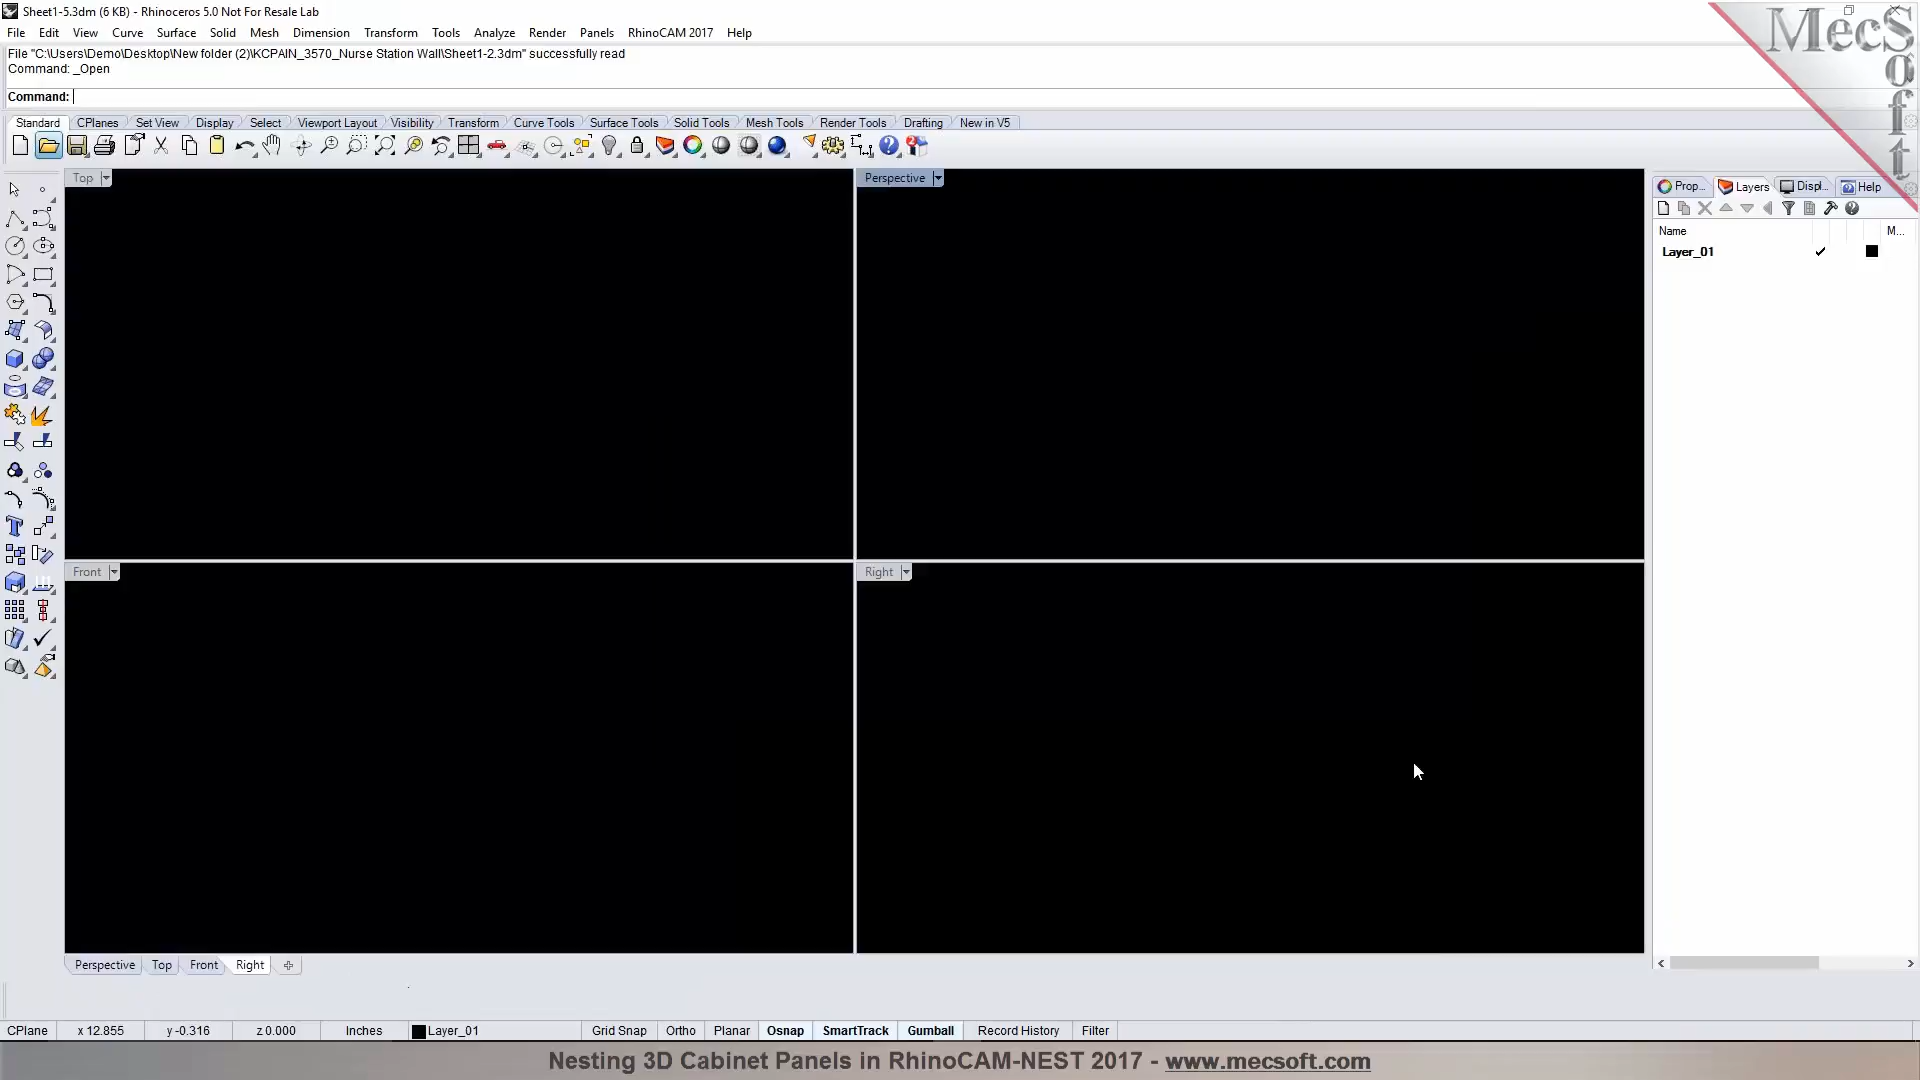 Sheet1-5.3dm (6 KB) - Rhinoceros 5.0 Not For Resale Lab
File Edit View Curve Surface Solid Mesh Dimension Transform Tools Analyze Render Panels RhinoCAM 2017 Help
File "C:\Users\Demo\Desktop\New folder (2)\KCPAIN_3570_Nurse Station Wall\Sheet1-2.3dm" successfully read
Command: _Open
Command:
Standard CPlanes Set View Display Select Viewport Layout Visibility Transform Curve Tools Surface Tools Solid Tools Mesh Tools Render Tools Drafting New in V5
MecSoft
Top
Perspective
Prop... Layers Displ... Help
Name M...
Layer_01
Front
Right
Perspective Top Front Right
CPlane x 12.855 y -0.316 z 0.000 Inches Layer_01 Grid Snap Ortho Planar Osnap SmartTrack Gumball Record History Filter
Nesting 3D Cabinet Panels in RhinoCAM-NEST 2017 - www.mecsoft.com